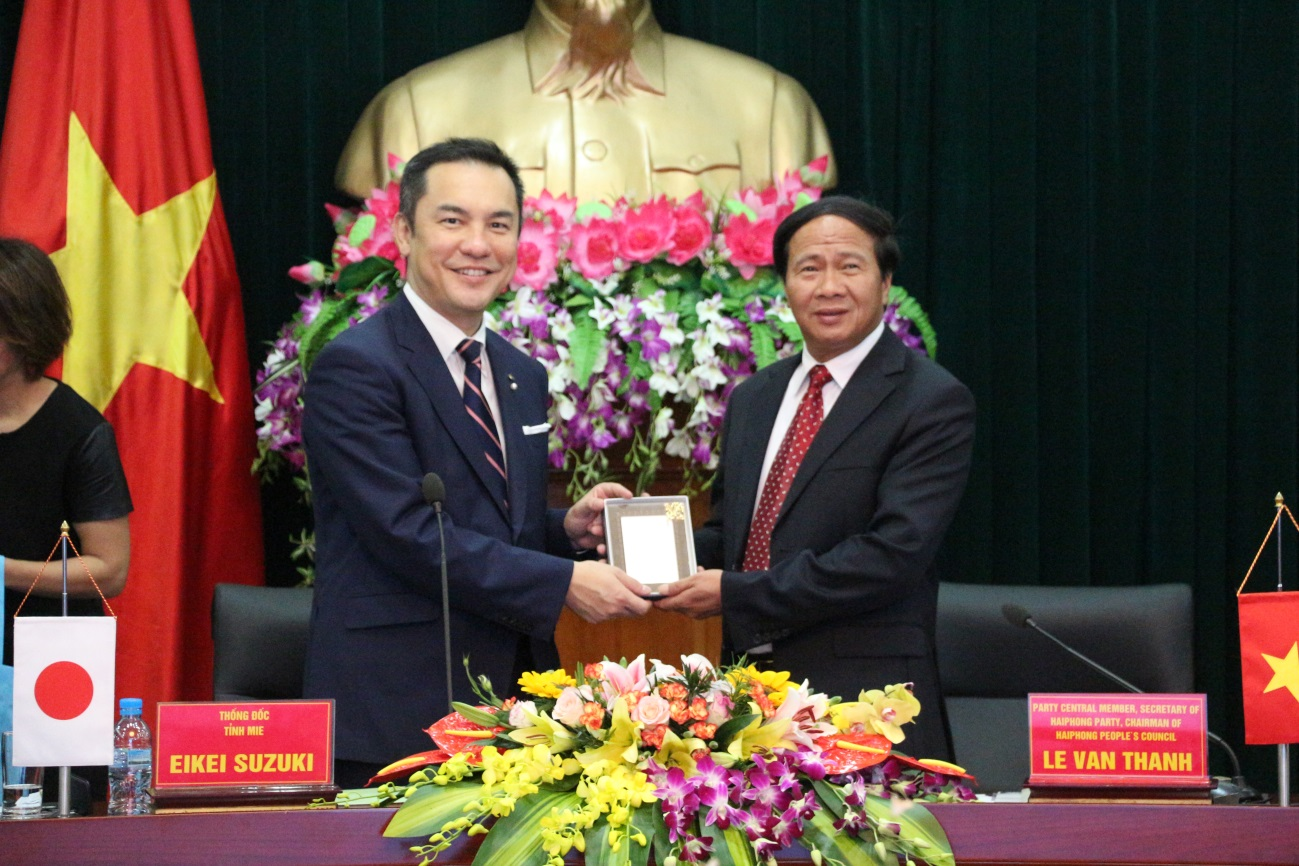 THỐNG ĐỐC
TỈNH MIE
EIKEI SUZUKI
PARTY CENTRAL MEMBER, SECRETARY OF
HAIPHONG PARTY, CHAIRMAN OF
HAIPHONG PEOPLE'S COUNCIL
LE VAN THANH